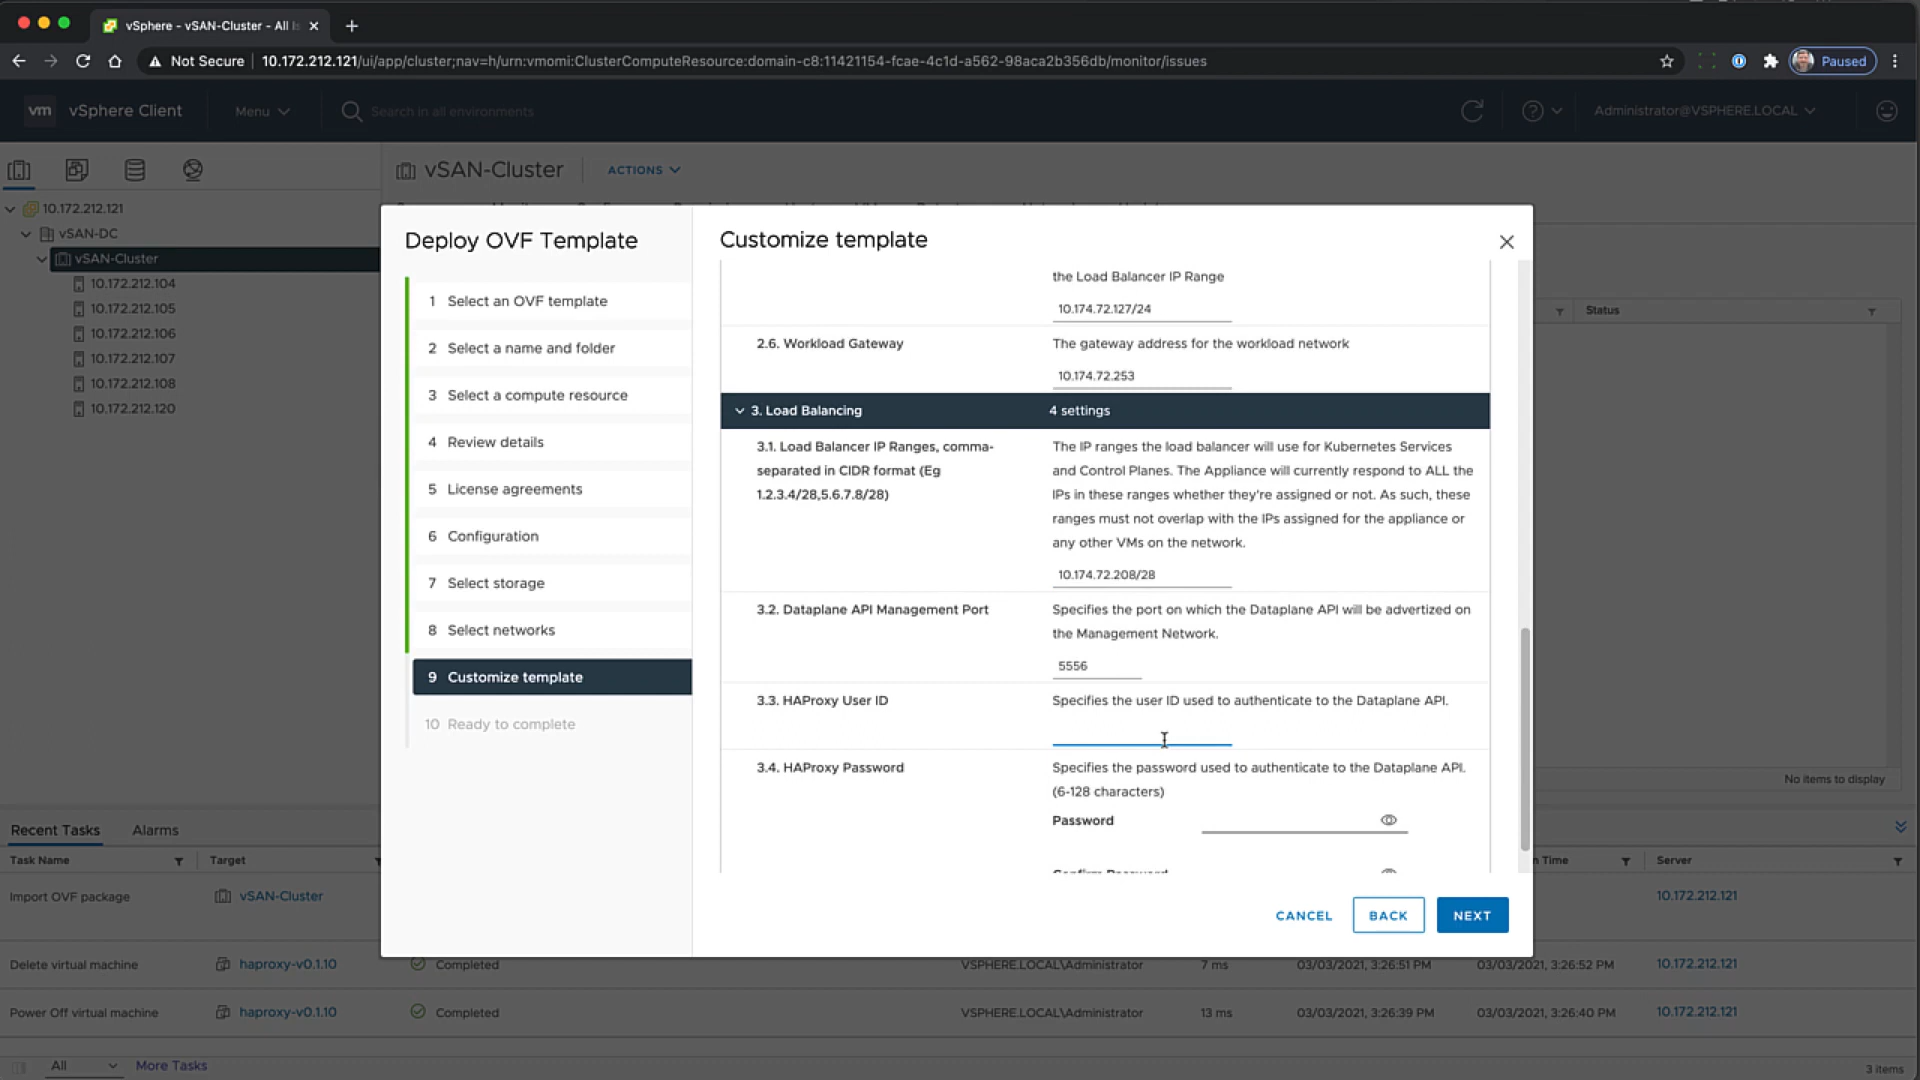 vSphere - vSAN-Cluster - All
Not Secure
10.172.212.121/ui/app/cluster;nav=h/urn:vmomi:ClusterComputeResource:domain-c8:11421154-fcae-4c1d-a562-98aca2b356db/monitor/issues
Paused
vm vSphere Client
Menu
Search in all environments
Administrator@VSPHERE.LOCAL
vSAN-Cluster
ACTIONS
10.172.212.121
vSAN-DC
vSAN-Cluster
10.172.212.104
10.172.212.105
10.172.212.106
10.172.212.107
10.172.212.108
10.172.212.120
Status
No items to display
Deploy OVF Template
1 Select an OVF template
2 Select a name and folder
3 Select a compute resource
4 Review details
5 License agreements
6 Configuration
7 Select storage
8 Select networks
9 Customize template
10 Ready to complete
Customize template
the Load Balancer IP Range
10.174.72.127/24
2.6. Workload Gateway
The gateway address for the workload network
10.174.72.253
3. Load Balancing
4 settings
3.1. Load Balancer IP Ranges, comma-
separated in CIDR format (Eg
1.2.3.4/28,5.6.7.8/28)
The IP ranges the load balancer will use for Kubernetes Services
and Control Planes. The Appliance will currently respond to ALL the
IPs in these ranges whether they're assigned or not. As such, these
ranges must not overlap with the IPs assigned for the appliance or
any other VMs on the network.
10.174.72.208/28
3.2. Dataplane API Management Port
Specifies the port on which the Dataplane API will be advertized on
the Management Network.
5556
3.3. HAProxy User ID
Specifies the user ID used to authenticate to the Dataplane API.
3.4. HAProxy Password
Specifies the password used to authenticate to the Dataplane API.
(6-128 characters)
Password
Confirm Password
CANCEL
BACK
NEXT
Recent Tasks
Alarms
Task Name
Target
n Time
Server
Import OVF package
vSAN-Cluster
10.172.212.121
Delete virtual machine
haproxy-v0.1.10
Completed
VSPHERE.LOCAL\Administrator
7 ms
03/03/2021, 3:26:51 PM
03/03/2021, 3:26:52 PM
10.172.212.121
Power Off virtual machine
haproxy-v0.1.10
Completed
VSPHERE.LOCAL\Administrator
13 ms
03/03/2021, 3:26:39 PM
03/03/2021, 3:26:40 PM
10.172.212.121
All
More Tasks
3 items